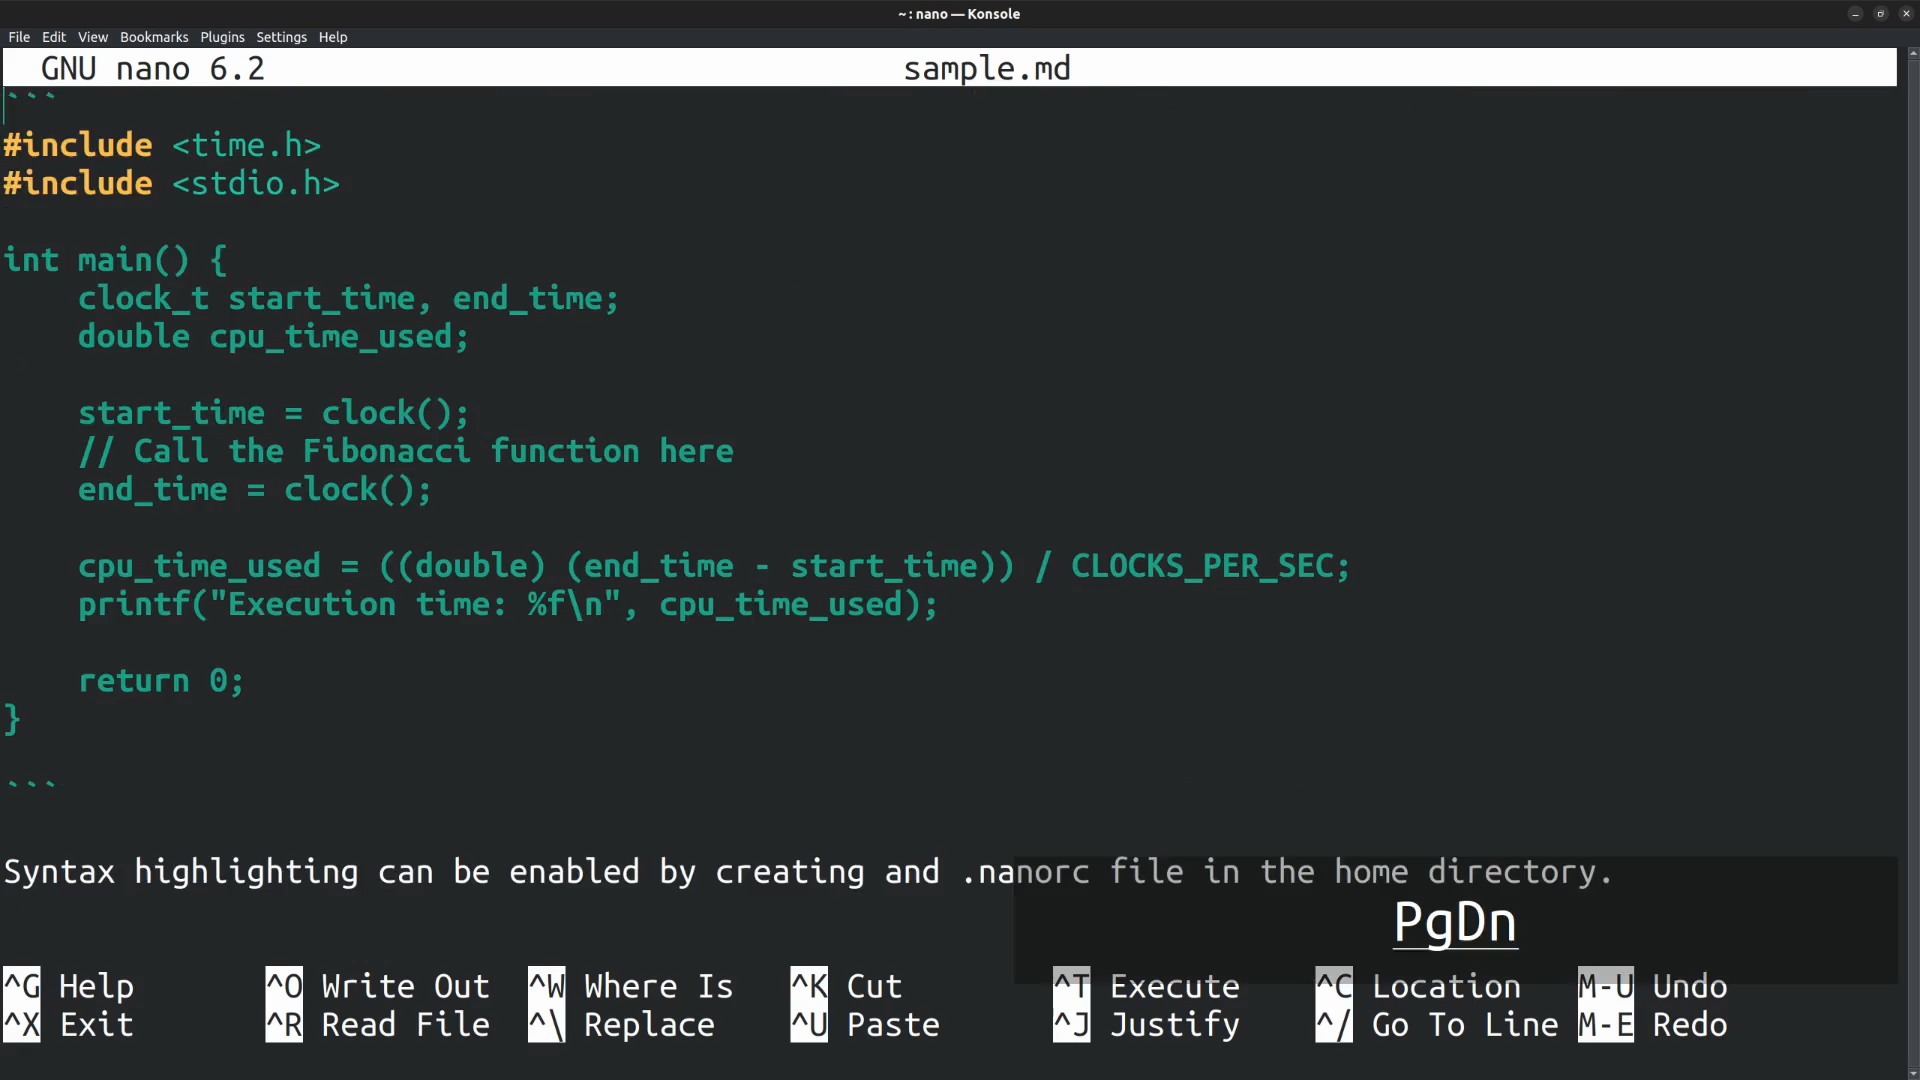 ~ : nano — Konsole
File Edit View Bookmarks Plugins Settings Help
GNU nano 6.2 sample.md
```
#include <time.h>
#include <stdio.h>
int main() {
    clock_t start_time, end_time;
    double cpu_time_used;
    start_time = clock();
    // Call the Fibonacci function here
    end_time = clock();
    cpu_time_used = ((double) (end_time - start_time)) / CLOCKS_PER_SEC;
    printf("Execution time: %f\n", cpu_time_used);
    return 0;
}
```
Syntax highlighting can be enabled by creating and .nanorc file in the home directory.
PgDn
^G Help ^O Write Out ^W Where Is ^K Cut ^T Execute ^C Location M-U Undo
^X Exit ^R Read File ^\ Replace ^U Paste ^J Justify ^/ Go To Line M-E Redo